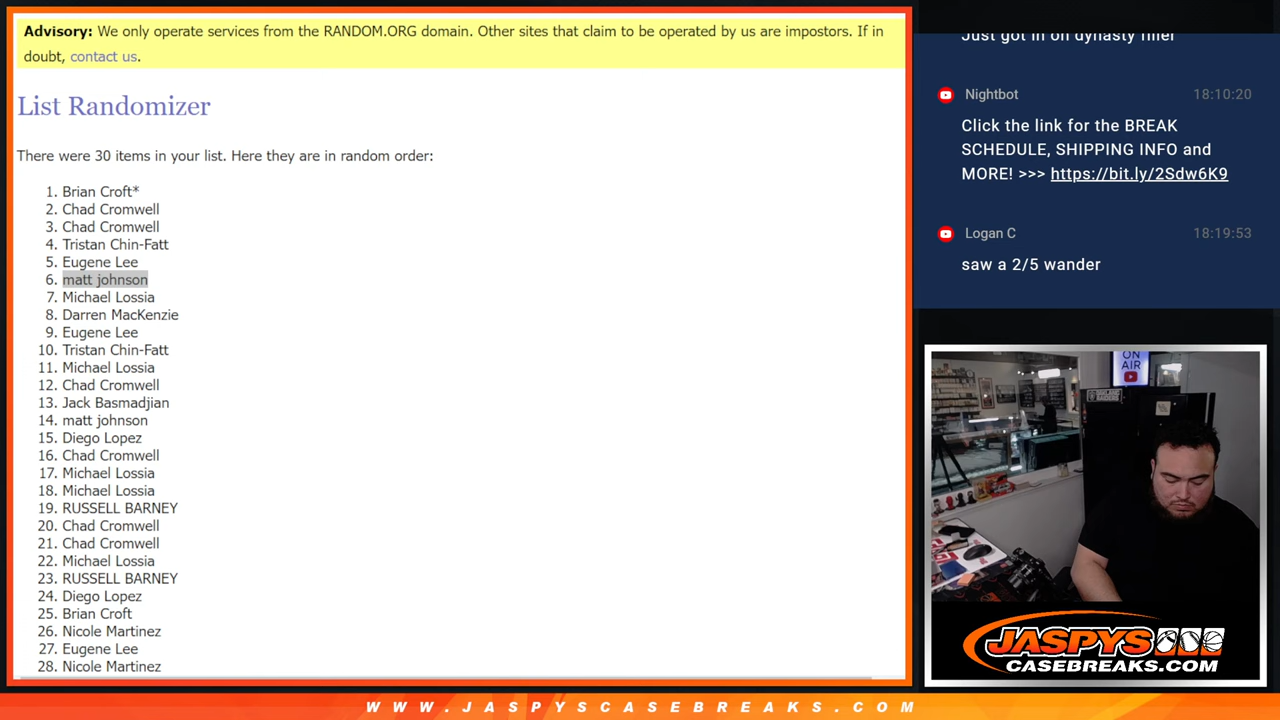 Advisory: We only operate services from the RANDOM.ORG domain. Other sites that claim to be operated by us are impostors. If in
doubt, contact us.
List Randomizer
There were 30 items in your list. Here they are in random order:
1. Brian Croft*
2. Chad Cromwell
3. Chad Cromwell
4. Tristan Chin-Fatt
5. Eugene Lee
6. matt johnson
7. Michael Lossia
8. Darren MacKenzie
9. Eugene Lee
10. Tristan Chin-Fatt
11. Michael Lossia
12. Chad Cromwell
13. Jack Basmadjian
14. matt johnson
15. Diego Lopez
16. Chad Cromwell
17. Michael Lossia
18. Michael Lossia
19. RUSSELL BARNEY
20. Chad Cromwell
21. Chad Cromwell
22. Michael Lossia
23. RUSSELL BARNEY
24. Diego Lopez
25. Brian Croft
26. Nicole Martinez
27. Eugene Lee
28. Nicole Martinez
Just got in on dynasty filler
Nightbot 18:10:20
Click the link for the BREAK
SCHEDULE, SHIPPING INFO and
MORE! >>> https://bit.ly/2Sdw6K9
Logan C 18:19:53
saw a 2/5 wander
ON
AIR
JASPYS
CASEBREAKS.COM
WWW.JASPYSCASEBREAKS.COM